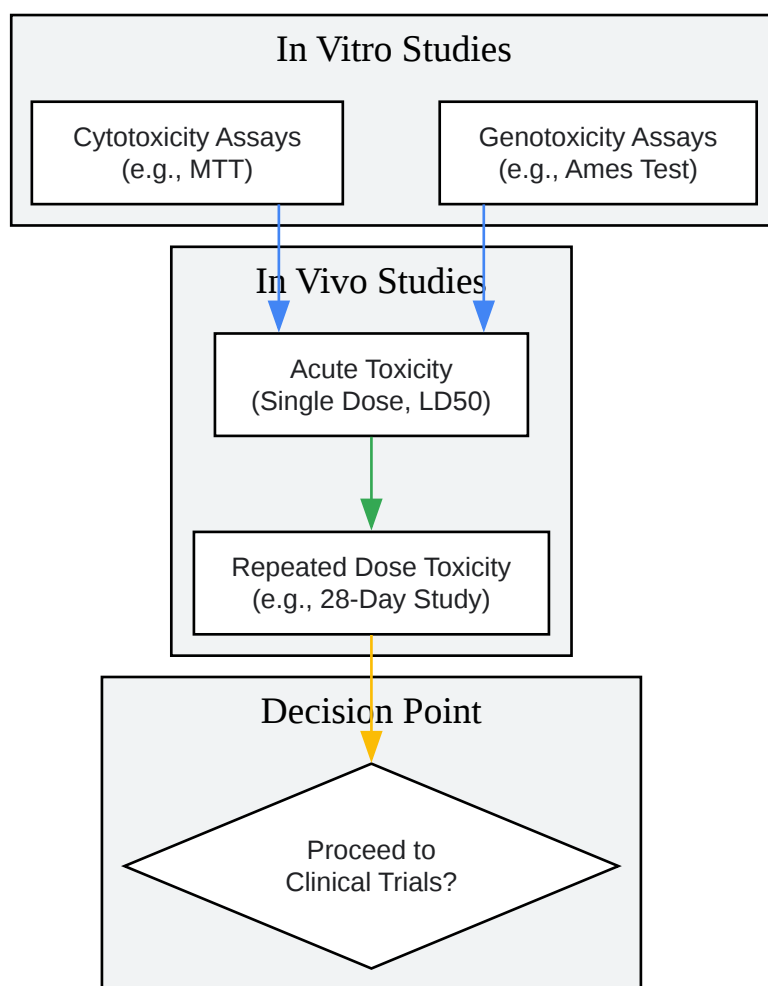 In Vitro Studies
Cytotoxicity Assays
(e.g., MTT)
Genotoxicity Assays
(e.g., Ames Test)
In Vivo Studies
Acute Toxicity
(Single Dose, LD50)
Repeated Dose Toxicity
(e.g., 28-Day Study)
Decision Point
Proceed to
Clinical Trials?